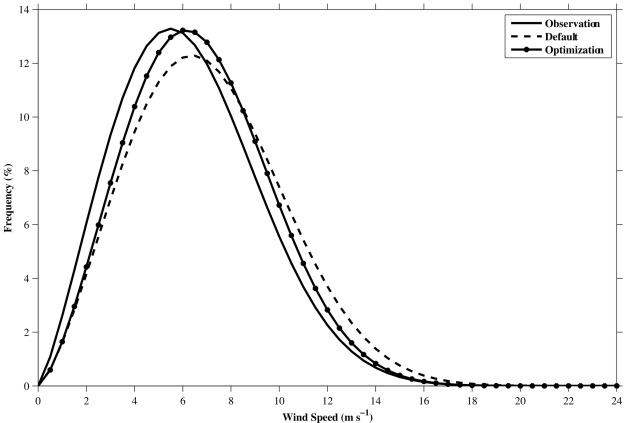 14
12
10
8
6
4
2
0
Frequency (%)
Observation
Default
Optimization
0 2 4 6 8 10 12 14 16 18 20 22 24
Wind Speed (m s⁻¹)